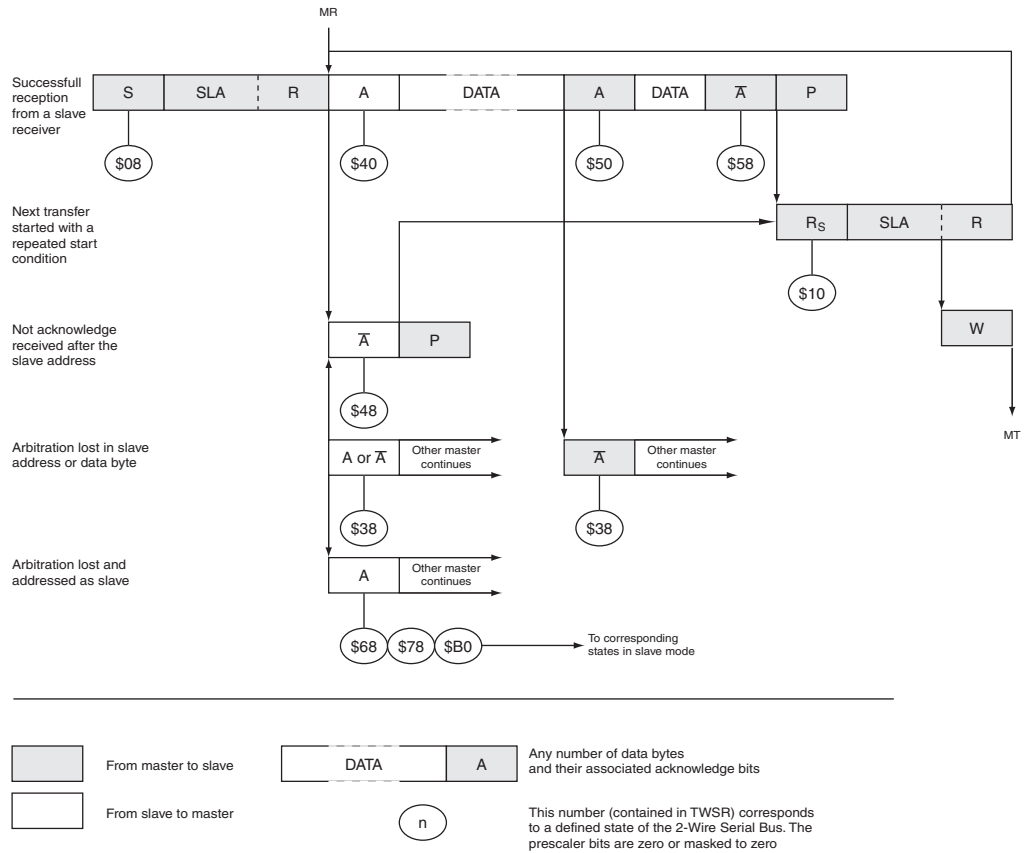 MR
Successfull
reception
from a slave
receiver
S SLA R A DATA A DATA A̅ P
$08 $40 $50 $58
Next transfer
started with a
repeated start
condition
RS SLA R
$10
Not acknowledge
received after the
slave address
A̅ P
W
$48
MT
Arbitration lost in slave
address or data byte
A or A̅
Other master
continues
A̅
Other master
continues
$38 $38
Arbitration lost and
addressed as slave
A
Other master
continues
$68 $78 $B0
To corresponding
states in slave mode
From master to slave
DATA A
Any number of data bytes
and their associated acknowledge bits
From slave to master
n
This number (contained in TWSR) corresponds
to a defined state of the 2-Wire Serial Bus. The
prescaler bits are zero or masked to zero